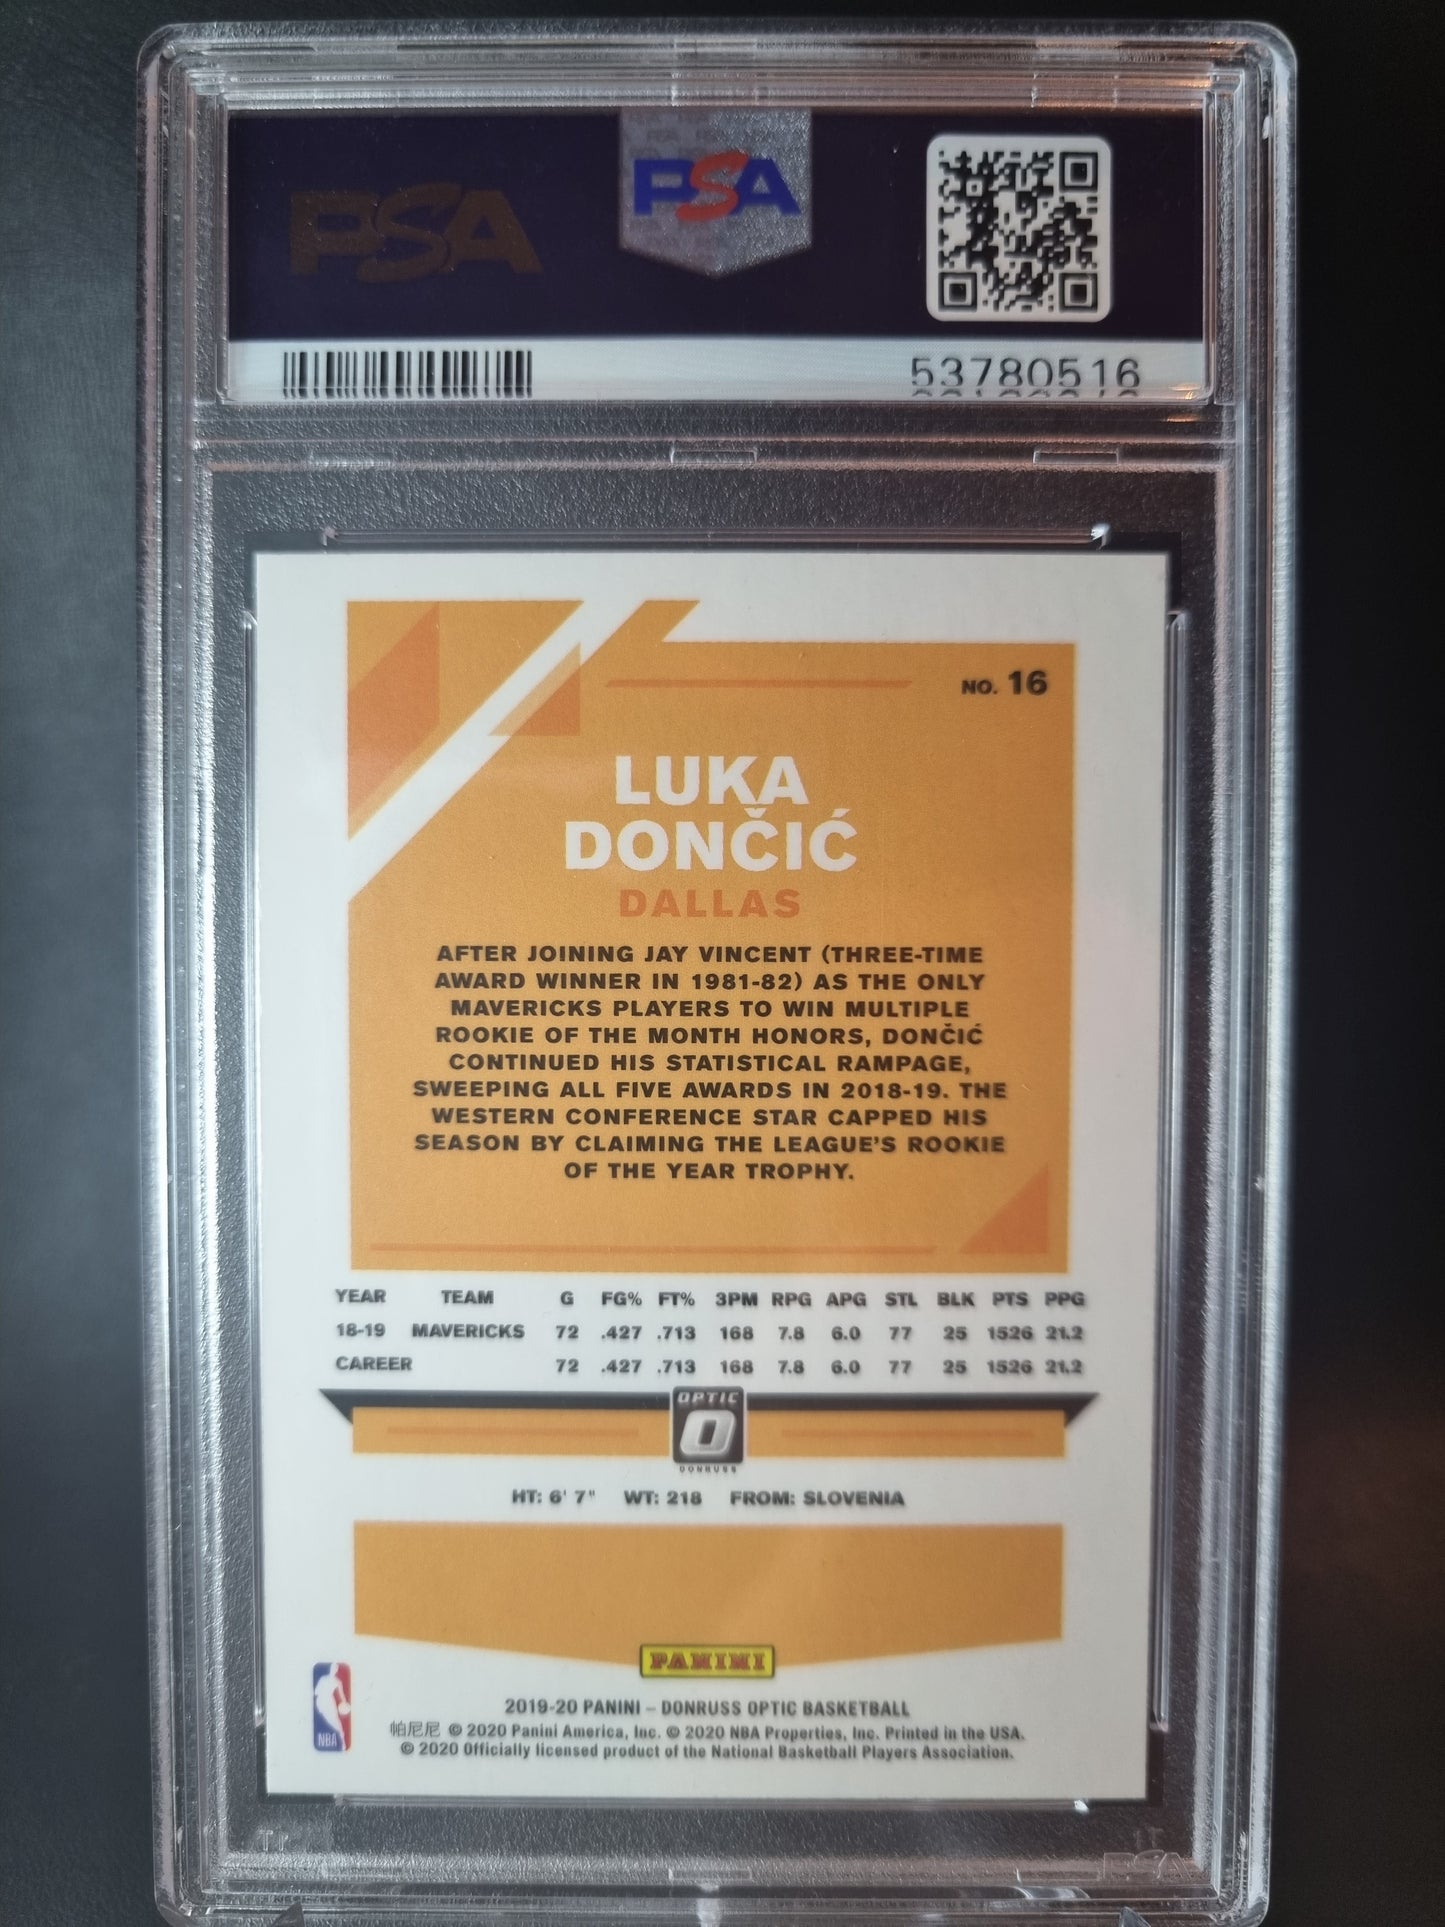 PSA
PSA
53780516
NO. 16
LUKA
DONČIĆ
DALLAS
AFTER JOINING JAY VINCENT (THREE-TIME
AWARD WINNER IN 1981-82) AS THE ONLY
MAVERICKS PLAYERS TO WIN MULTIPLE
ROOKIE OF THE MONTH HONORS, DONČIĆ
CONTINUED HIS STATISTICAL RAMPAGE,
SWEEPING ALL FIVE AWARDS IN 2018-19. THE
WESTERN CONFERENCE STAR CAPPED HIS
SEASON BY CLAIMING THE LEAGUE'S ROOKIE
OF THE YEAR TROPHY.
YEAR TEAM G FG% FT% 3PM RPG APG STL BLK PTS PPG
18-19 MAVERICKS 72 .427 .713 168 7.8 6.0 77 25 1526 21.2
CAREER 72 .427 .713 168 7.8 6.0 77 25 1526 21.2
OPTIC
O
DONRUSS
HT: 6' 7" WT: 218 FROM: SLOVENIA
PANINI
NBA
2019-20 PANINI – DONRUSS OPTIC BASKETBALL
帕尼尼 © 2020 Panini America, Inc. © 2020 NBA Properties, Inc. Printed in the USA.
© 2020 Officially licensed product of the National Basketball Players Association.
PSA